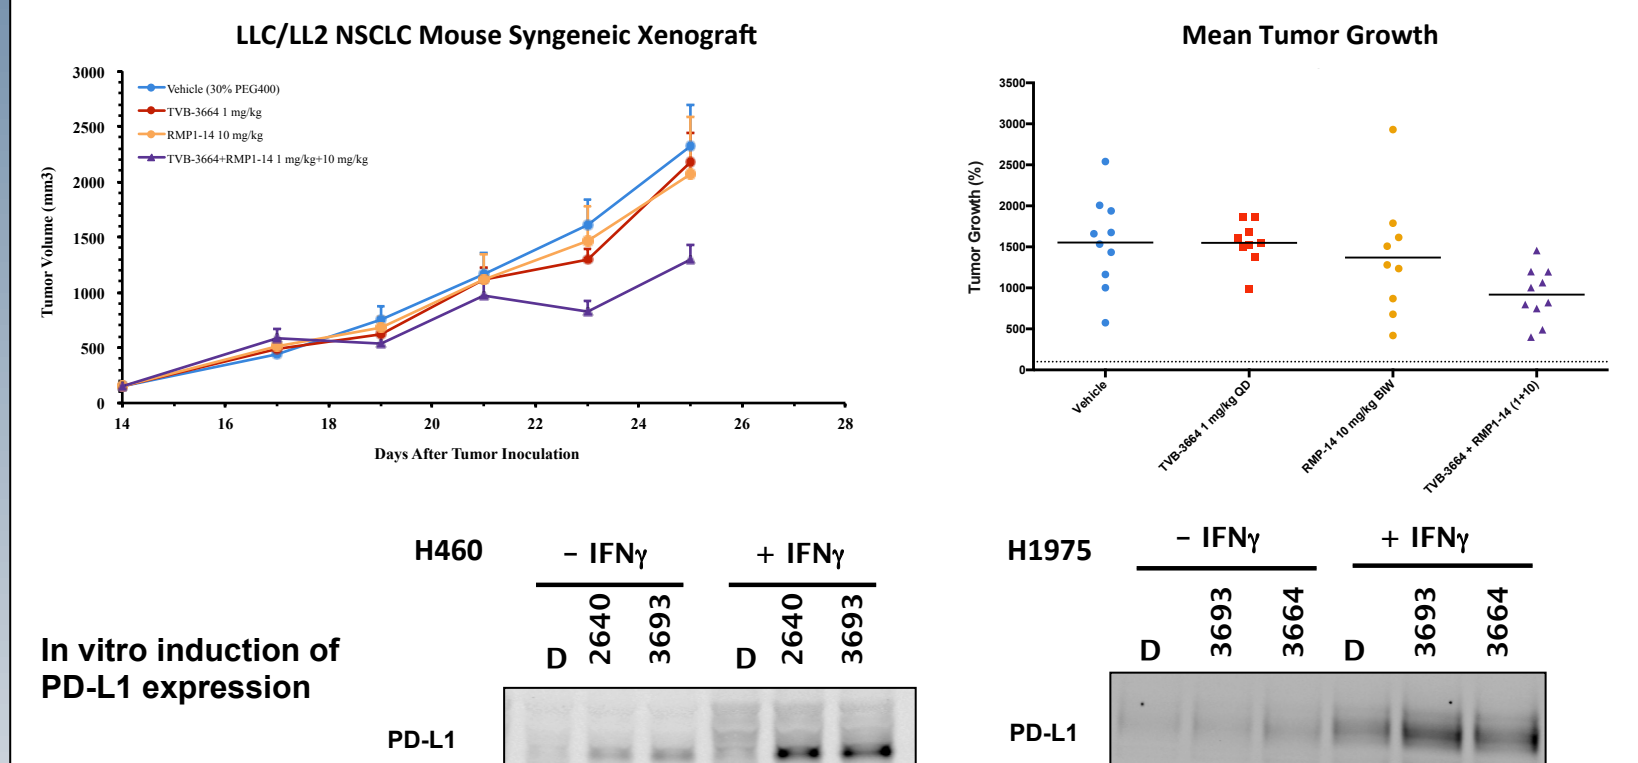 LLC/LL2 NSCLC Mouse Syngeneic Xenograft
Tumor Volume (mm3)
3000
2500
2000
1500
1000
500
0
Vehicle (30% PEG400)
TVB-3664 1 mg/kg
RMP1-14 10 mg/kg
TVB-3664+RMP1-14 1 mg/kg+10 mg/kg
14 16 18 20 22 24 26 28
Days After Tumor Inoculation
Mean Tumor Growth
Tumor Growth (%)
3500
3000
2500
2000
1500
1000
500
0
Vehicle
TVB-3664 1 mg/kg QD
RMP-14 10 mg/kg BIW
TVB-3664 + RMP1-14 (1+10)
In vitro induction of
PD-L1 expression
H460
– IFNγ + IFNγ
D 2640 3693 D 2640 3693
PD-L1
H1975
– IFNγ + IFNγ
D 3693 3664 D 3693 3664
PD-L1